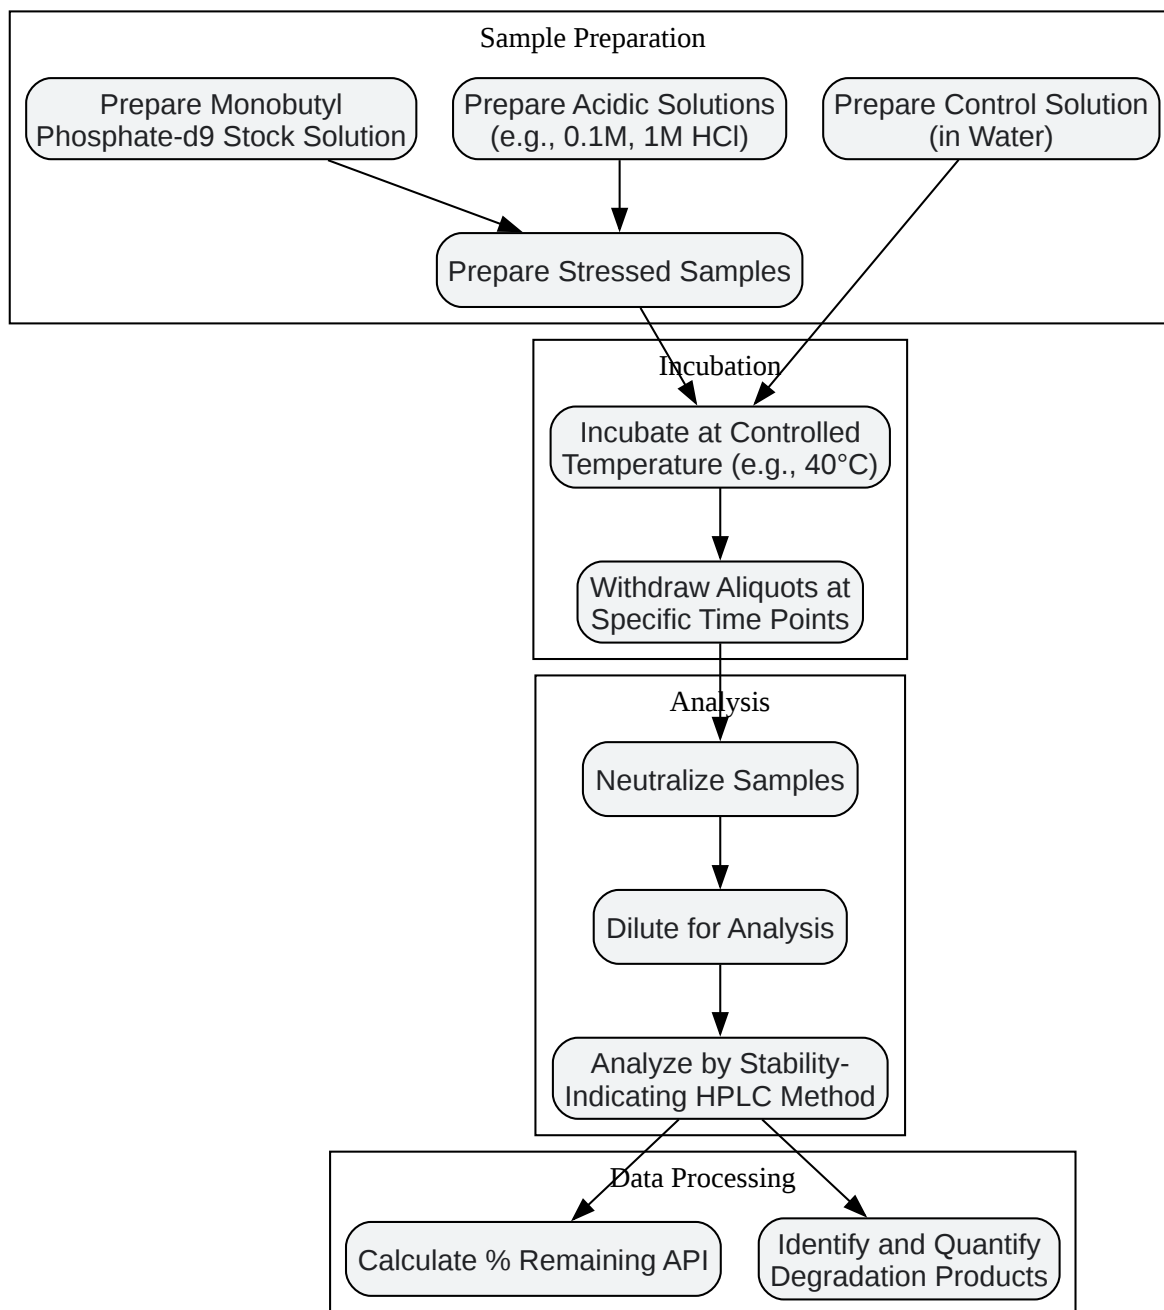 Sample Preparation
Prepare Monobutyl
Phosphate-d9 Stock Solution
Prepare Acidic Solutions
(e.g., 0.1M, 1M HCl)
Prepare Control Solution
(in Water)
Prepare Stressed Samples
Incubation
Incubate at Controlled
Temperature (e.g., 40°C)
Withdraw Aliquots at
Specific Time Points
Analysis
Neutralize Samples
Dilute for Analysis
Analyze by Stability-
Indicating HPLC Method
Data Processing
Calculate % Remaining API
Identify and Quantify
Degradation Products